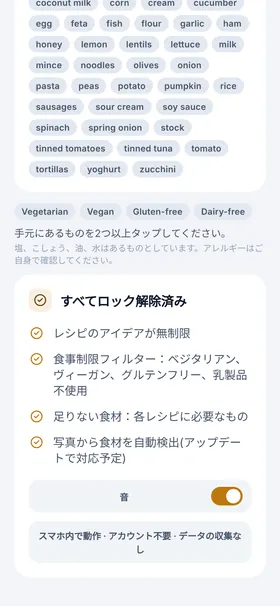 coconut milk corn cream cucumber
egg feta fish flour garlic ham
honey lemon lentils lettuce milk
mince noodles olives onion
pasta peas potato pumpkin rice
sausages sour cream soy sauce
spinach spring onion stock
tinned tomatoes tinned tuna tomato
tortillas yoghurt zucchini
Vegetarian Vegan Gluten-free Dairy-free
手元にあるものを2つ以上タップしてください。
塩、こしょう、油、水はあるものとしています。アレルギーはご
自身で確認してください。
すべてロック解除済み
レシピのアイデアが無制限
食事制限フィルター：ベジタリアン、
ヴィーガン、グルテンフリー、乳製品
不使用
足りない食材：各レシピに必要なもの
写真から食材を自動検出(アップデー
トで対応予定)
音
スマホ内で動作 · アカウント不要 · データの収集な
し